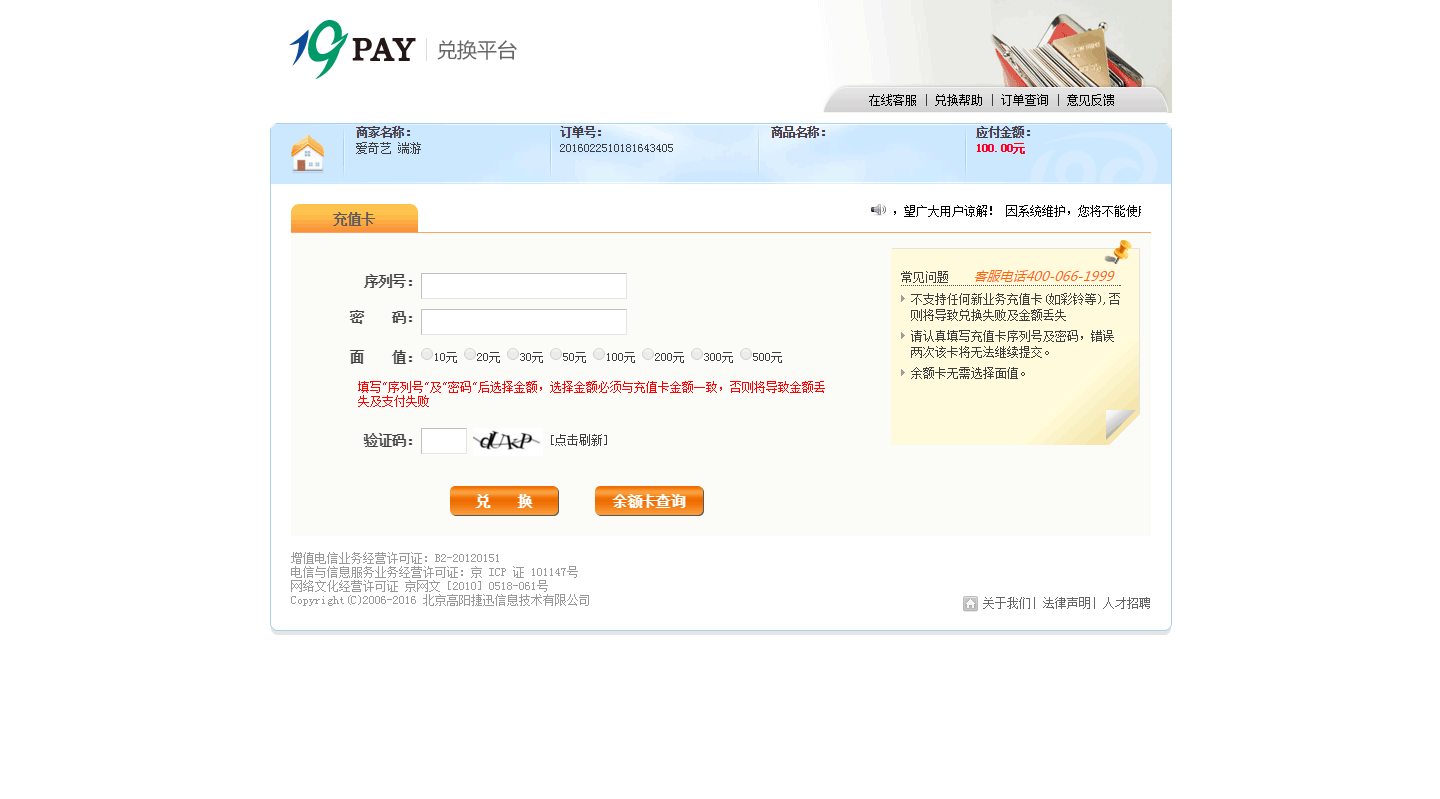 19 PAY 兑换平台
在线客服 | 兑换帮助 | 订单查询 | 意见反馈
商家名称： 订单号： 商品名称： 应付金额：
爱奇艺 端游 2016022510181643405 100.00元
充值卡
，望广大用户谅解！ 因系统维护，您将不能使用
序列号：
密　码：
面　值： 10元 20元 30元 50元 100元 200元 300元 500元
填写"序列号"及"密码"后选择金额，选择金额必须与充值卡金额一致，否则将导致金额丢
失及支付失败
验证码： [点击刷新]
兑　换 余额卡查询
常见问题 客服电话400-066-1999
不支持任何新业务充值卡(如彩铃等),否
则将导致兑换失败及金额丢失
请认真填写充值卡序列号及密码，错误
两次该卡将无法继续提交。
余额卡无需选择面值。
增值电信业务经营许可证：B2-20120151
电信与信息服务业务经营许可证：京 ICP 证 101147号
网络文化经营许可证 京网文［2010］0518-061号
Copyright(C)2006-2016 北京高阳捷迅信息技术有限公司
关于我们| 法律声明| 人才招聘